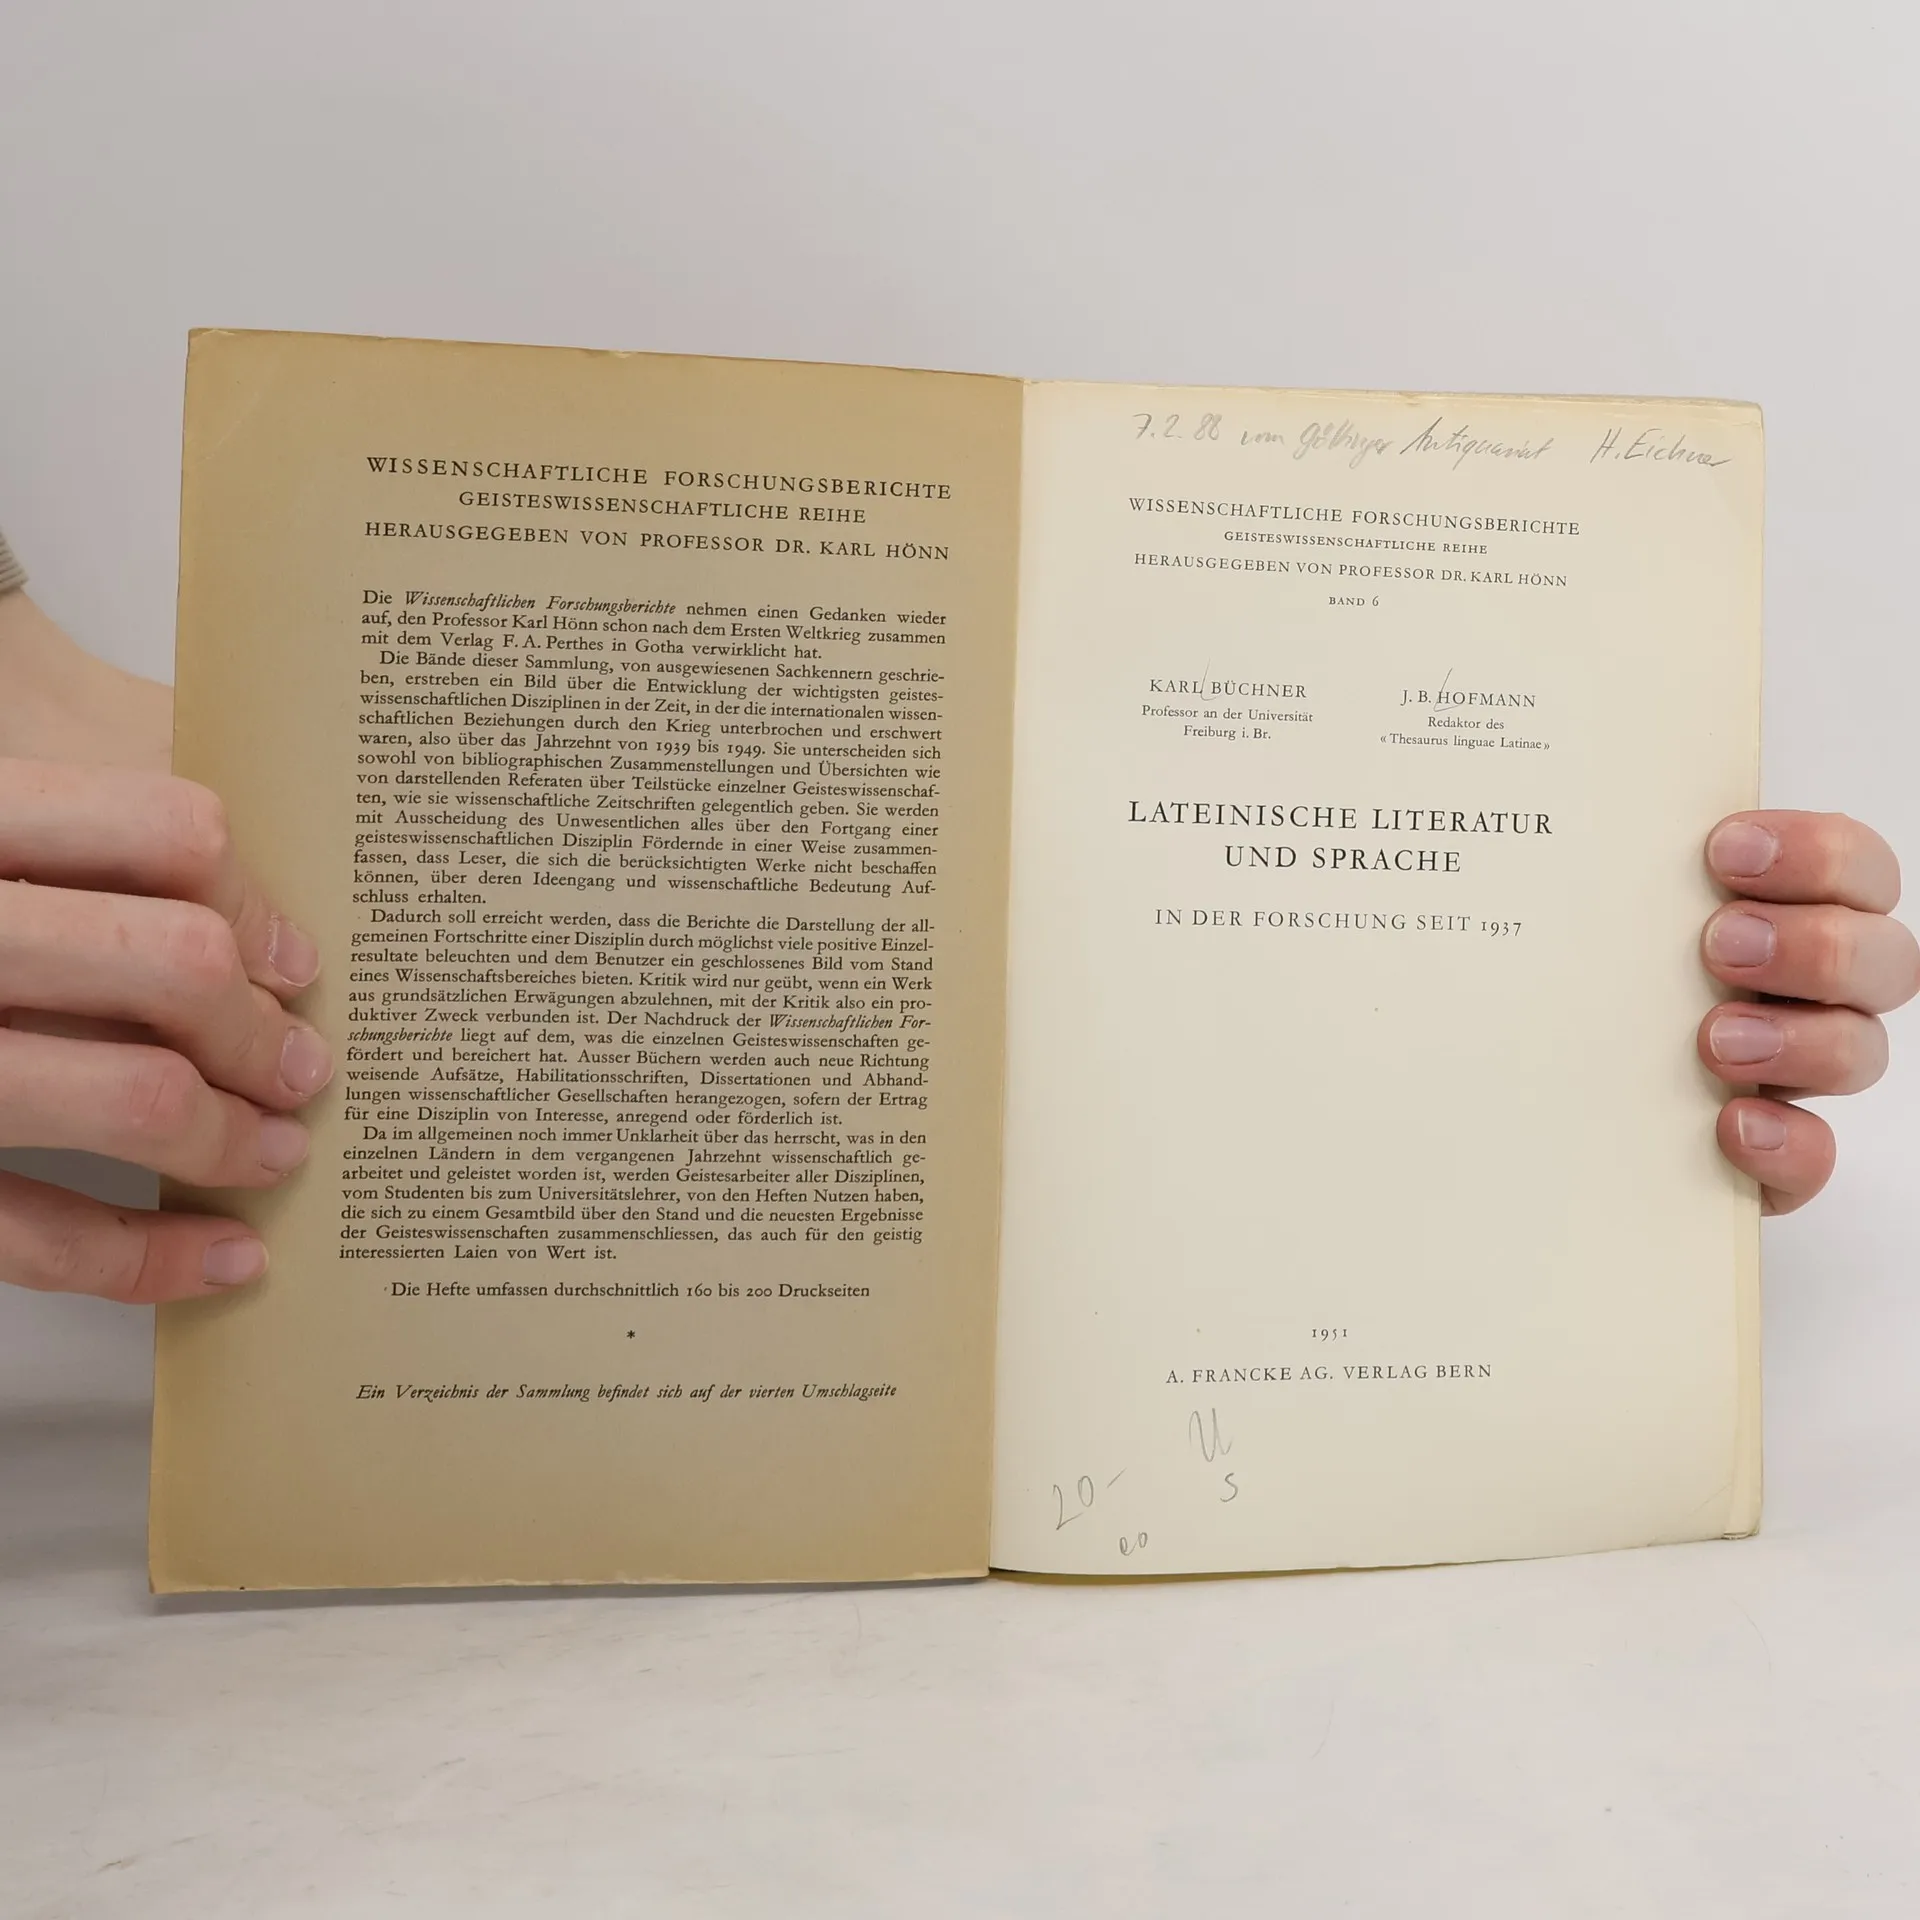 WISSENSCHAFTLICHE FORSCHUNGSBERICHTE
GEISTESWISSENSCHAFTLICHE REIHE
HERAUSGEGEBEN VON PROFESSOR DR. KARL HÖNN
Die Wissenschaftlichen Forschungsberichte nehmen einen Gedanken wieder
auf, den Professor Karl Hönn schon nach dem Ersten Weltkrieg zusammen
mit dem Verlag F. A. Perthes in Gotha verwirklicht hat.
Die Bände dieser Sammlung, von ausgewiesenen Sachkennern geschrie-
ben, erstreben ein Bild über die Entwicklung der wichtigsten geistes-
wissenschaftlichen Disziplinen in der Zeit, in der die internationalen wissen-
schaftlichen Beziehungen durch den Krieg unterbrochen und erschwert
waren, also über das Jahrzehnt von 1939 bis 1949. Sie unterscheiden sich
sowohl von bibliographischen Zusammenstellungen und Übersichten wie
von darstellenden Referaten über Teilstücke einzelner Geisteswissenschaf-
ten, wie sie wissenschaftliche Zeitschriften gelegentlich geben. Sie werden
mit Ausscheidung des Unwesentlichen alles über den Fortgang einer
geisteswissenschaftlichen Disziplin Fördernde in einer Weise zusammen-
fassen, dass Leser, die sich die berücksichtigten Werke nicht beschaffen
können, über deren Ideengang und wissenschaftliche Bedeutung Auf-
schluss erhalten.
Dadurch soll erreicht werden, dass die Berichte die Darstellung der all-
gemeinen Fortschritte einer Disziplin durch möglichst viele positive Einzel-
resultate beleuchten und dem Benutzer ein geschlossenes Bild vom Stand
eines Wissenschaftsbereiches bieten. Kritik wird nur geübt, wenn ein Werk
aus grundsätzlichen Erwägungen abzulehnen, mit der Kritik also ein pro-
duktiver Zweck verbunden ist. Der Nachdruck der Wissenschaftlichen For-
schungsberichte liegt auf dem, was die einzelnen Geisteswissenschaften ge-
fördert und bereichert hat. Ausser Büchern werden auch neue Richtung
weisende Aufsätze, Habilitationsschriften, Dissertationen und Abhand-
lungen wissenschaftlicher Gesellschaften herangezogen, sofern der Ertrag
für eine Disziplin von Interesse, anregend oder förderlich ist.
Da im allgemeinen noch immer Unklarheit über das herrscht, was in den
einzelnen Ländern in dem vergangenen Jahrzehnt wissenschaftlich ge-
arbeitet und geleistet worden ist, werden Geistesarbeiter aller Disziplinen,
vom Studenten bis zum Universitätslehrer, von den Heften Nutzen haben,
die sich zu einem Gesamtbild über den Stand und die neuesten Ergebnisse
der Geisteswissenschaften zusammenschliessen, das auch für den geistig
interessierten Laien von Wert ist.
Die Hefte umfassen durchschnittlich 160 bis 200 Druckseiten
*
Ein Verzeichnis der Sammlung befindet sich auf der vierten Umschlagseite
7.2.88 vom Göttinger Antiquariat H. Eichner
WISSENSCHAFTLICHE FORSCHUNGSBERICHTE
GEISTESWISSENSCHAFTLICHE REIHE
HERAUSGEGEBEN VON PROFESSOR DR. KARL HÖNN
BAND 6
KARL BÜCHNER
Professor an der Universität
Freiburg i. Br.
J. B. HOFMANN
Redaktor des
«Thesaurus linguae Latinae»
LATEINISCHE LITERATUR
UND SPRACHE
IN DER FORSCHUNG SEIT 1937
1951
A. FRANCKE AG. VERLAG BERN
20-